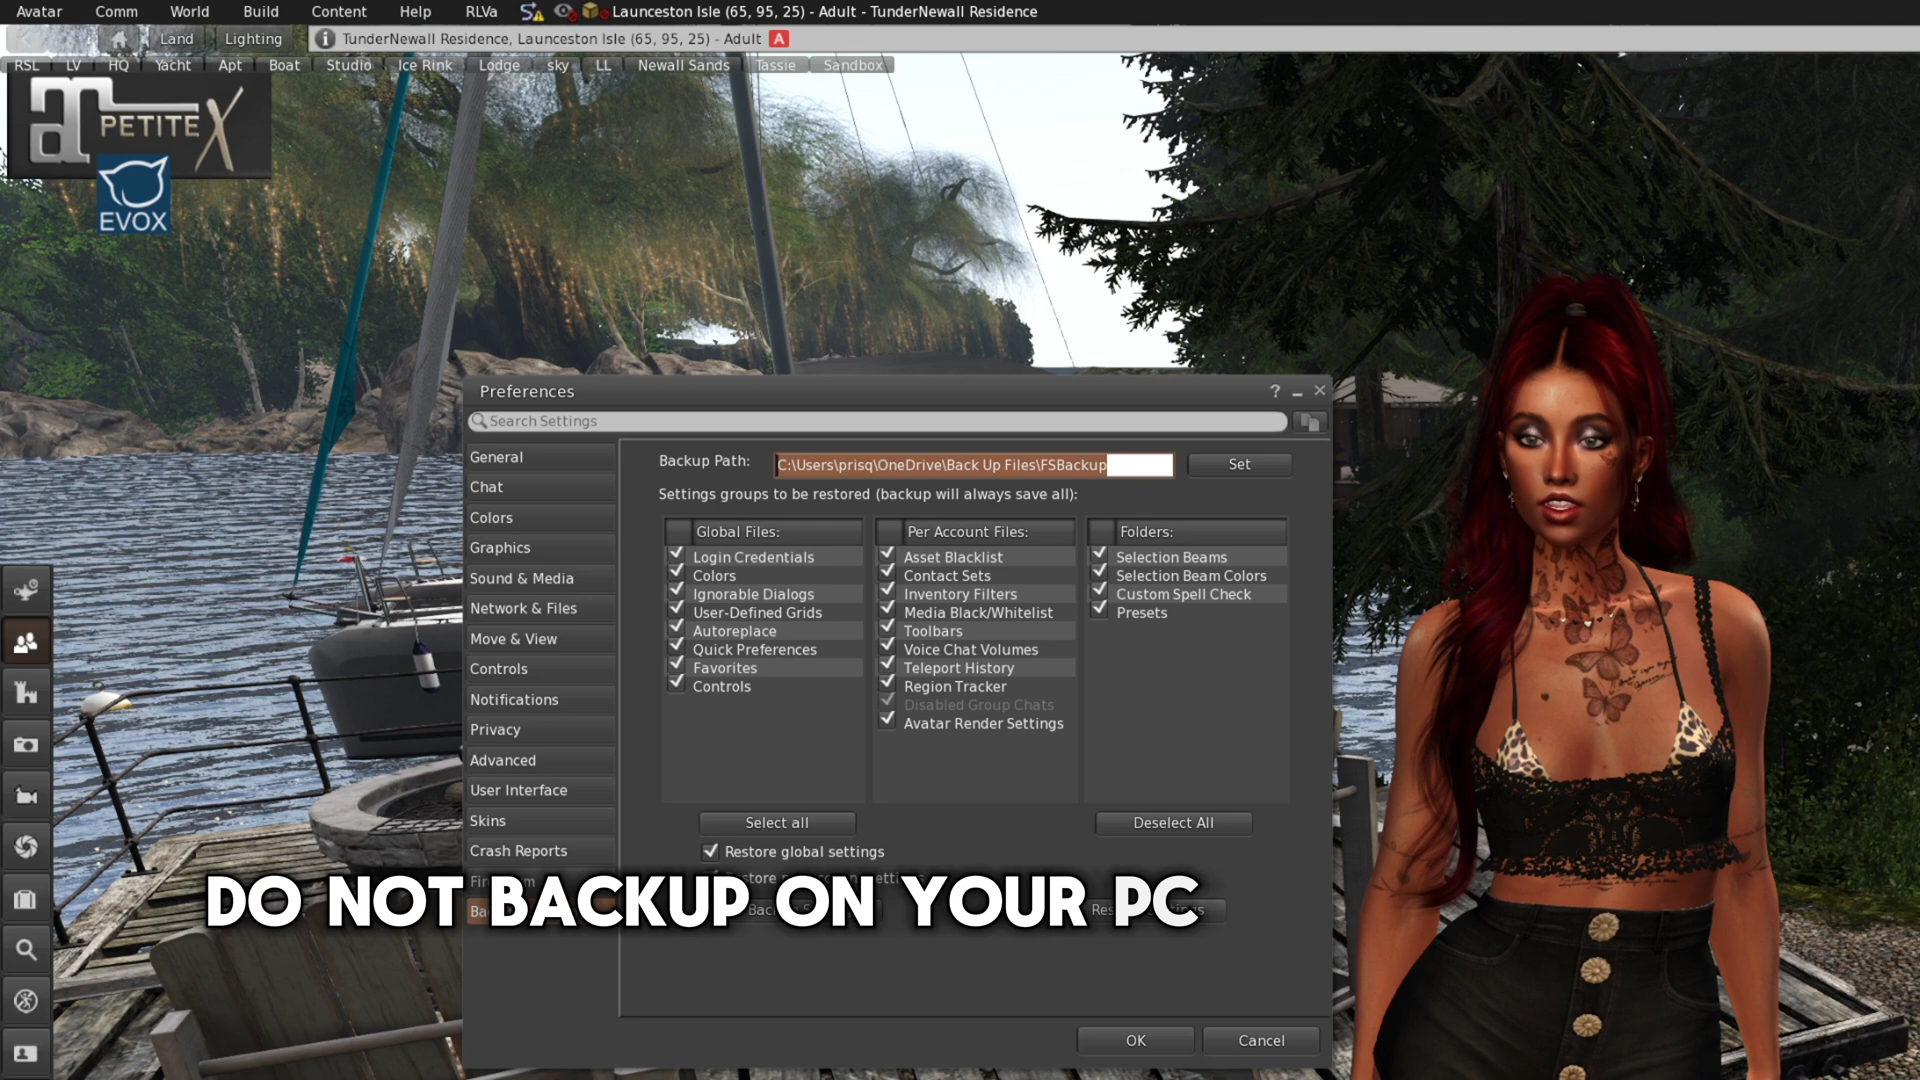 Avatar Comm World Build Content Help RLVa Launceston Isle (65, 95, 25) - Adult - TunderNewall Residence
Land Lighting TunderNewall Residence, Launceston Isle (65, 95, 25) - Adult A
RSL LV HQ Yacht Apt Boat Studio Ice Rink Lodge sky LL Newall Sands Tassie Sandbox
PETITE X
EVOX
Preferences
Search Settings
General
Chat
Colors
Graphics
Sound & Media
Network & Files
Move & View
Controls
Notifications
Privacy
Advanced
User Interface
Skins
Crash Reports
Backup Path: C:\Users\prisq\OneDrive\Back Up Files\FSBackup Set
Settings groups to be restored (backup will always save all):
Global Files:
Login Credentials
Colors
Ignorable Dialogs
User-Defined Grids
Autoreplace
Quick Preferences
Favorites
Controls
Per Account Files:
Asset Blacklist
Contact Sets
Inventory Filters
Media Black/Whitelist
Toolbars
Voice Chat Volumes
Teleport History
Region Tracker
Disabled Group Chats
Avatar Render Settings
Folders:
Selection Beams
Selection Beam Colors
Custom Spell Check
Presets
Select all Deselect All
Restore global settings
DO NOT BACKUP ON YOUR PC
OK Cancel